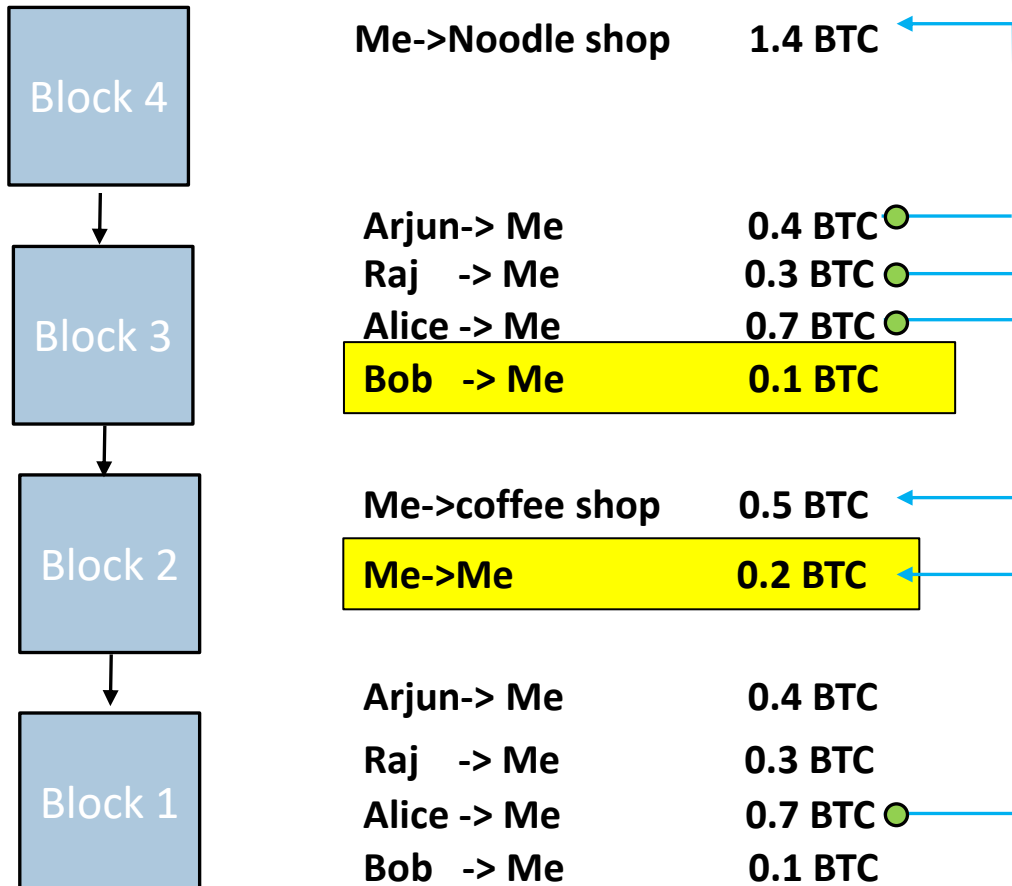 Block 4
Me->Noodle shop 1.4 BTC
Block 3
Arjun-> Me 0.4 BTC
Raj -> Me 0.3 BTC
Alice -> Me 0.7 BTC
Bob -> Me 0.1 BTC
Block 2
Me->coffee shop 0.5 BTC
Me->Me 0.2 BTC
Block 1
Arjun-> Me 0.4 BTC
Raj -> Me 0.3 BTC
Alice -> Me 0.7 BTC
Bob -> Me 0.1 BTC